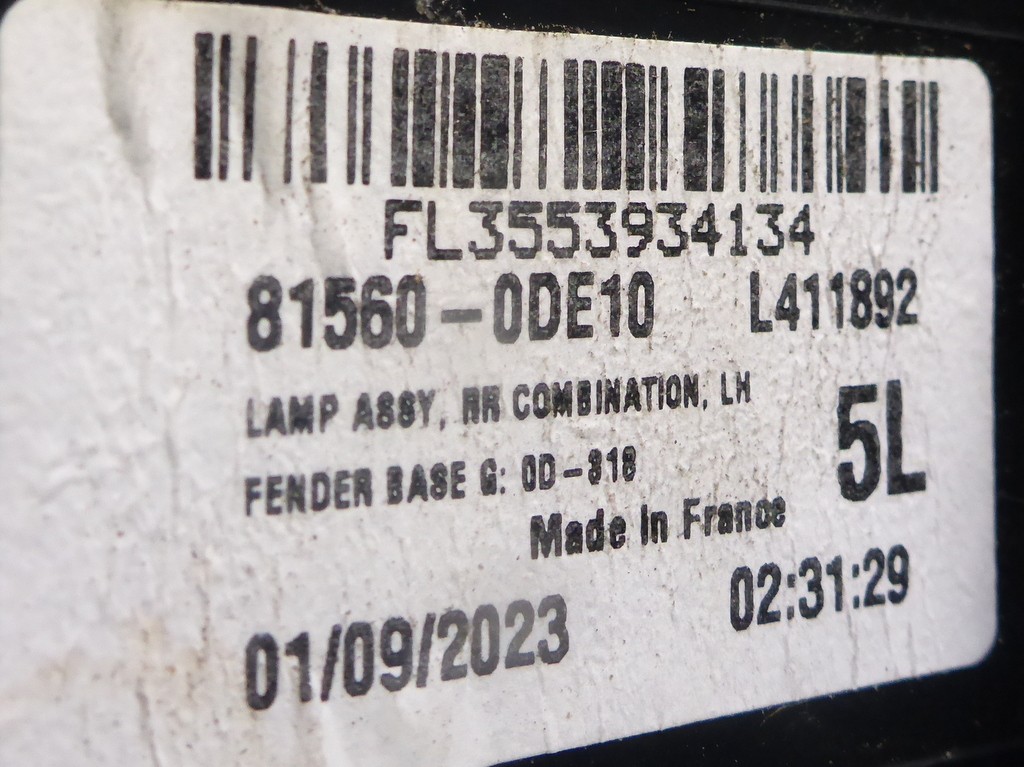 FL3553934134
81560-0DE10 L411892
LAMP ASSY, RR COMBINATION, LH
5L
FENDER BASE G: 0D-318
Made In France
01/09/2023 02:31:29